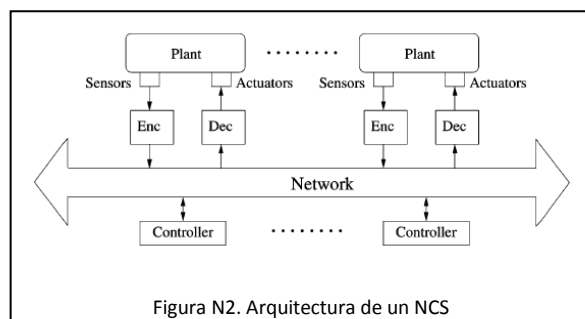 Plant
Plant
Sensors
Actuators
Sensors
Actuators
Enc
Dec
Enc
Dec
Network
Controller
Controller
Figura N2. Arquitectura de un NCS